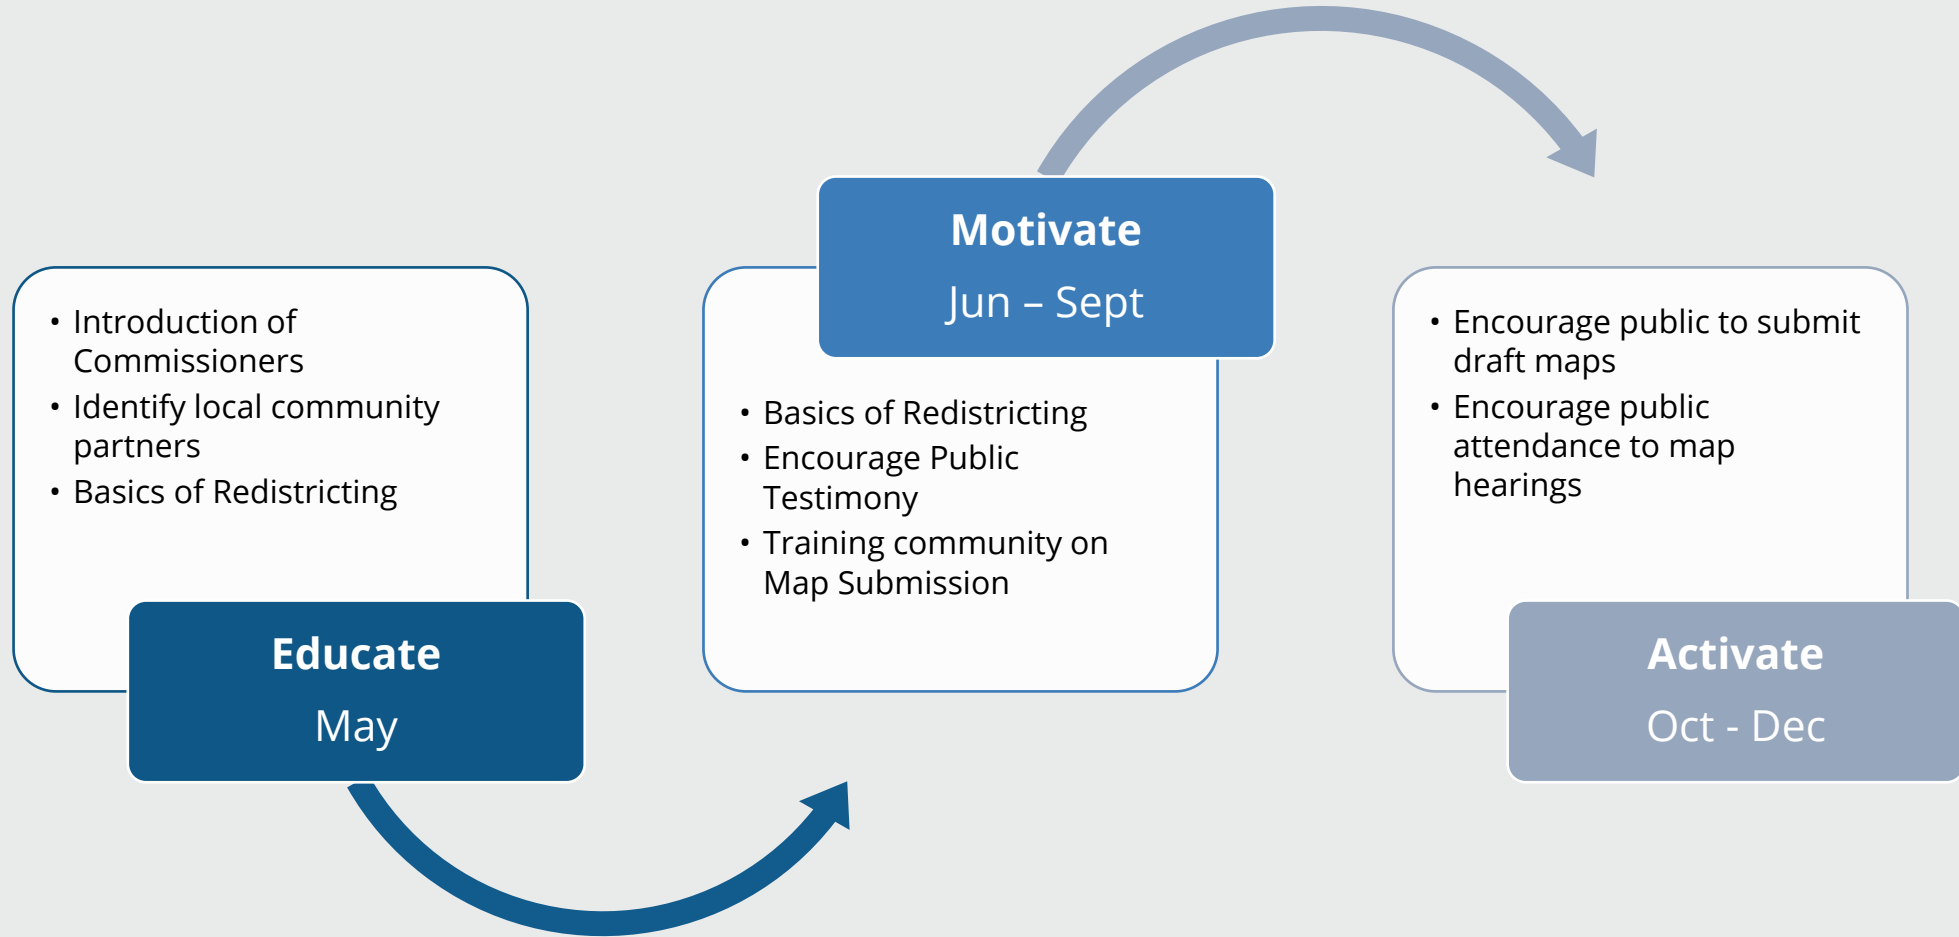 • Introduction of
Commissioners
• Identify local community
partners
• Basics of Redistricting
Educate
May
Motivate
Jun – Sept
• Basics of Redistricting
• Encourage Public
Testimony
• Training community on
Map Submission
• Encourage public to submit
draft maps
• Encourage public
attendance to map
hearings
Activate
Oct - Dec